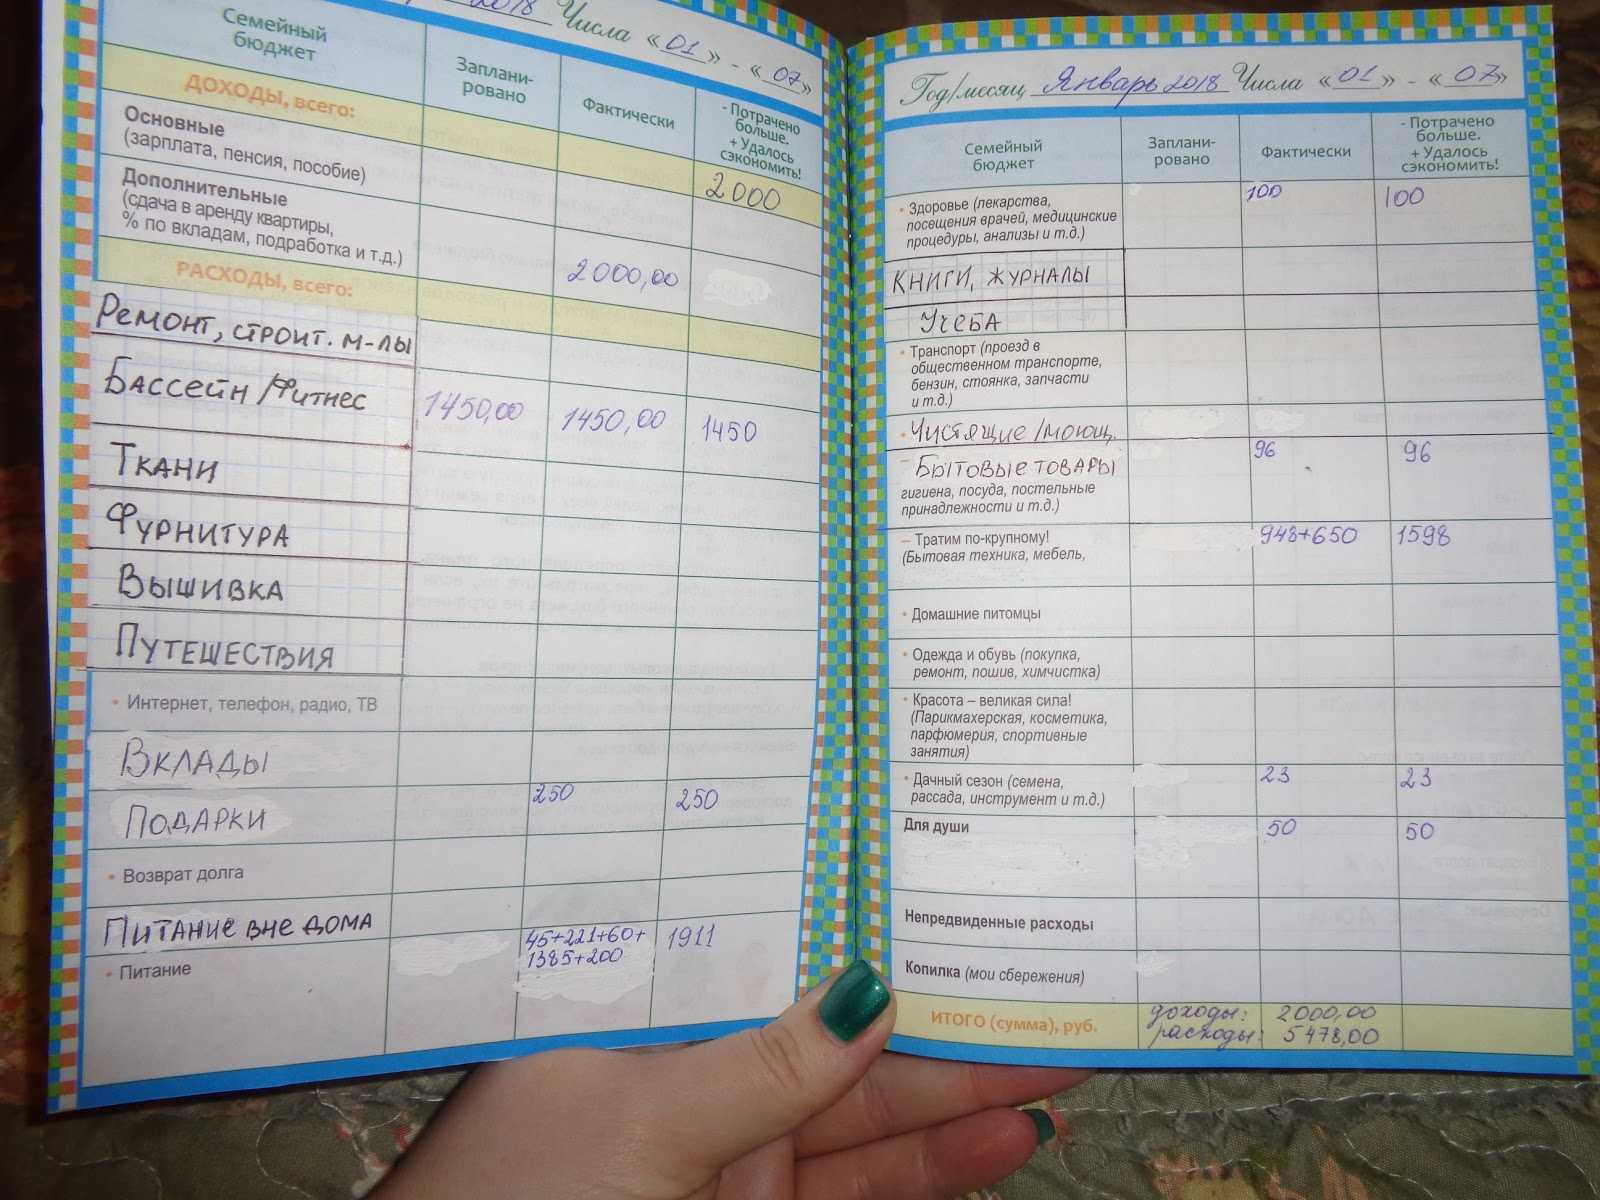 2018 Числа «01» - «07»
Семейный
бюджет
Заплани-
ровано
Фактически
- Потрачено
больше.
+ Удалось
сэкономить!
ДОХОДЫ, всего:
Основные
(зарплата, пенсия, пособие)
2000
Дополнительные
(сдача в аренду квартиры,
% по вкладам, подработка и т.д.)
2000,00
РАСХОДЫ, всего:
Ремонт, строит. м-лы
Бассейн/Фитнес 1450,00 1450,00 1450
Ткани
Фурнитура
Вышивка
Путешествия
• Интернет, телефон, радио, ТВ
Вклады
Подарки 250 250
• Возврат долга
Питание вне дома
• Питание 45+221+60+ 1911
1385+200
Год/месяц Январь 2018 Числа «01» - «07»
Семейный
бюджет
Заплани-
ровано
Фактически
- Потрачено
больше.
+ Удалось
сэкономить!
• Здоровье (лекарства, 100 100
посещения врачей, медицинские
процедуры, анализы и т.д.)
Книги, журналы
Учеба
• Транспорт (проезд в
общественном транспорте,
бензин, стоянка, запчасти
и т.д.)
• Чистящие/моющ.
– Бытовые товары 96 96
гигиена, посуда, постельные
принадлежности и т.д.)
– Тратим по-крупному! 948+650 1598
(Бытовая техника, мебель,
• Домашние питомцы
• Одежда и обувь (покупка,
ремонт, пошив, химчистка)
• Красота – великая сила!
(Парикмахерская, косметика,
парфюмерия, спортивные
занятия)
• Дачный сезон (семена, 23 23
рассада, инструмент и т.д.)
Для души 50 50
Непредвиденные расходы
Копилка (мои сбережения)
ИТОГО (сумма), руб. доходы: 2000,00
расходы: 5478,00